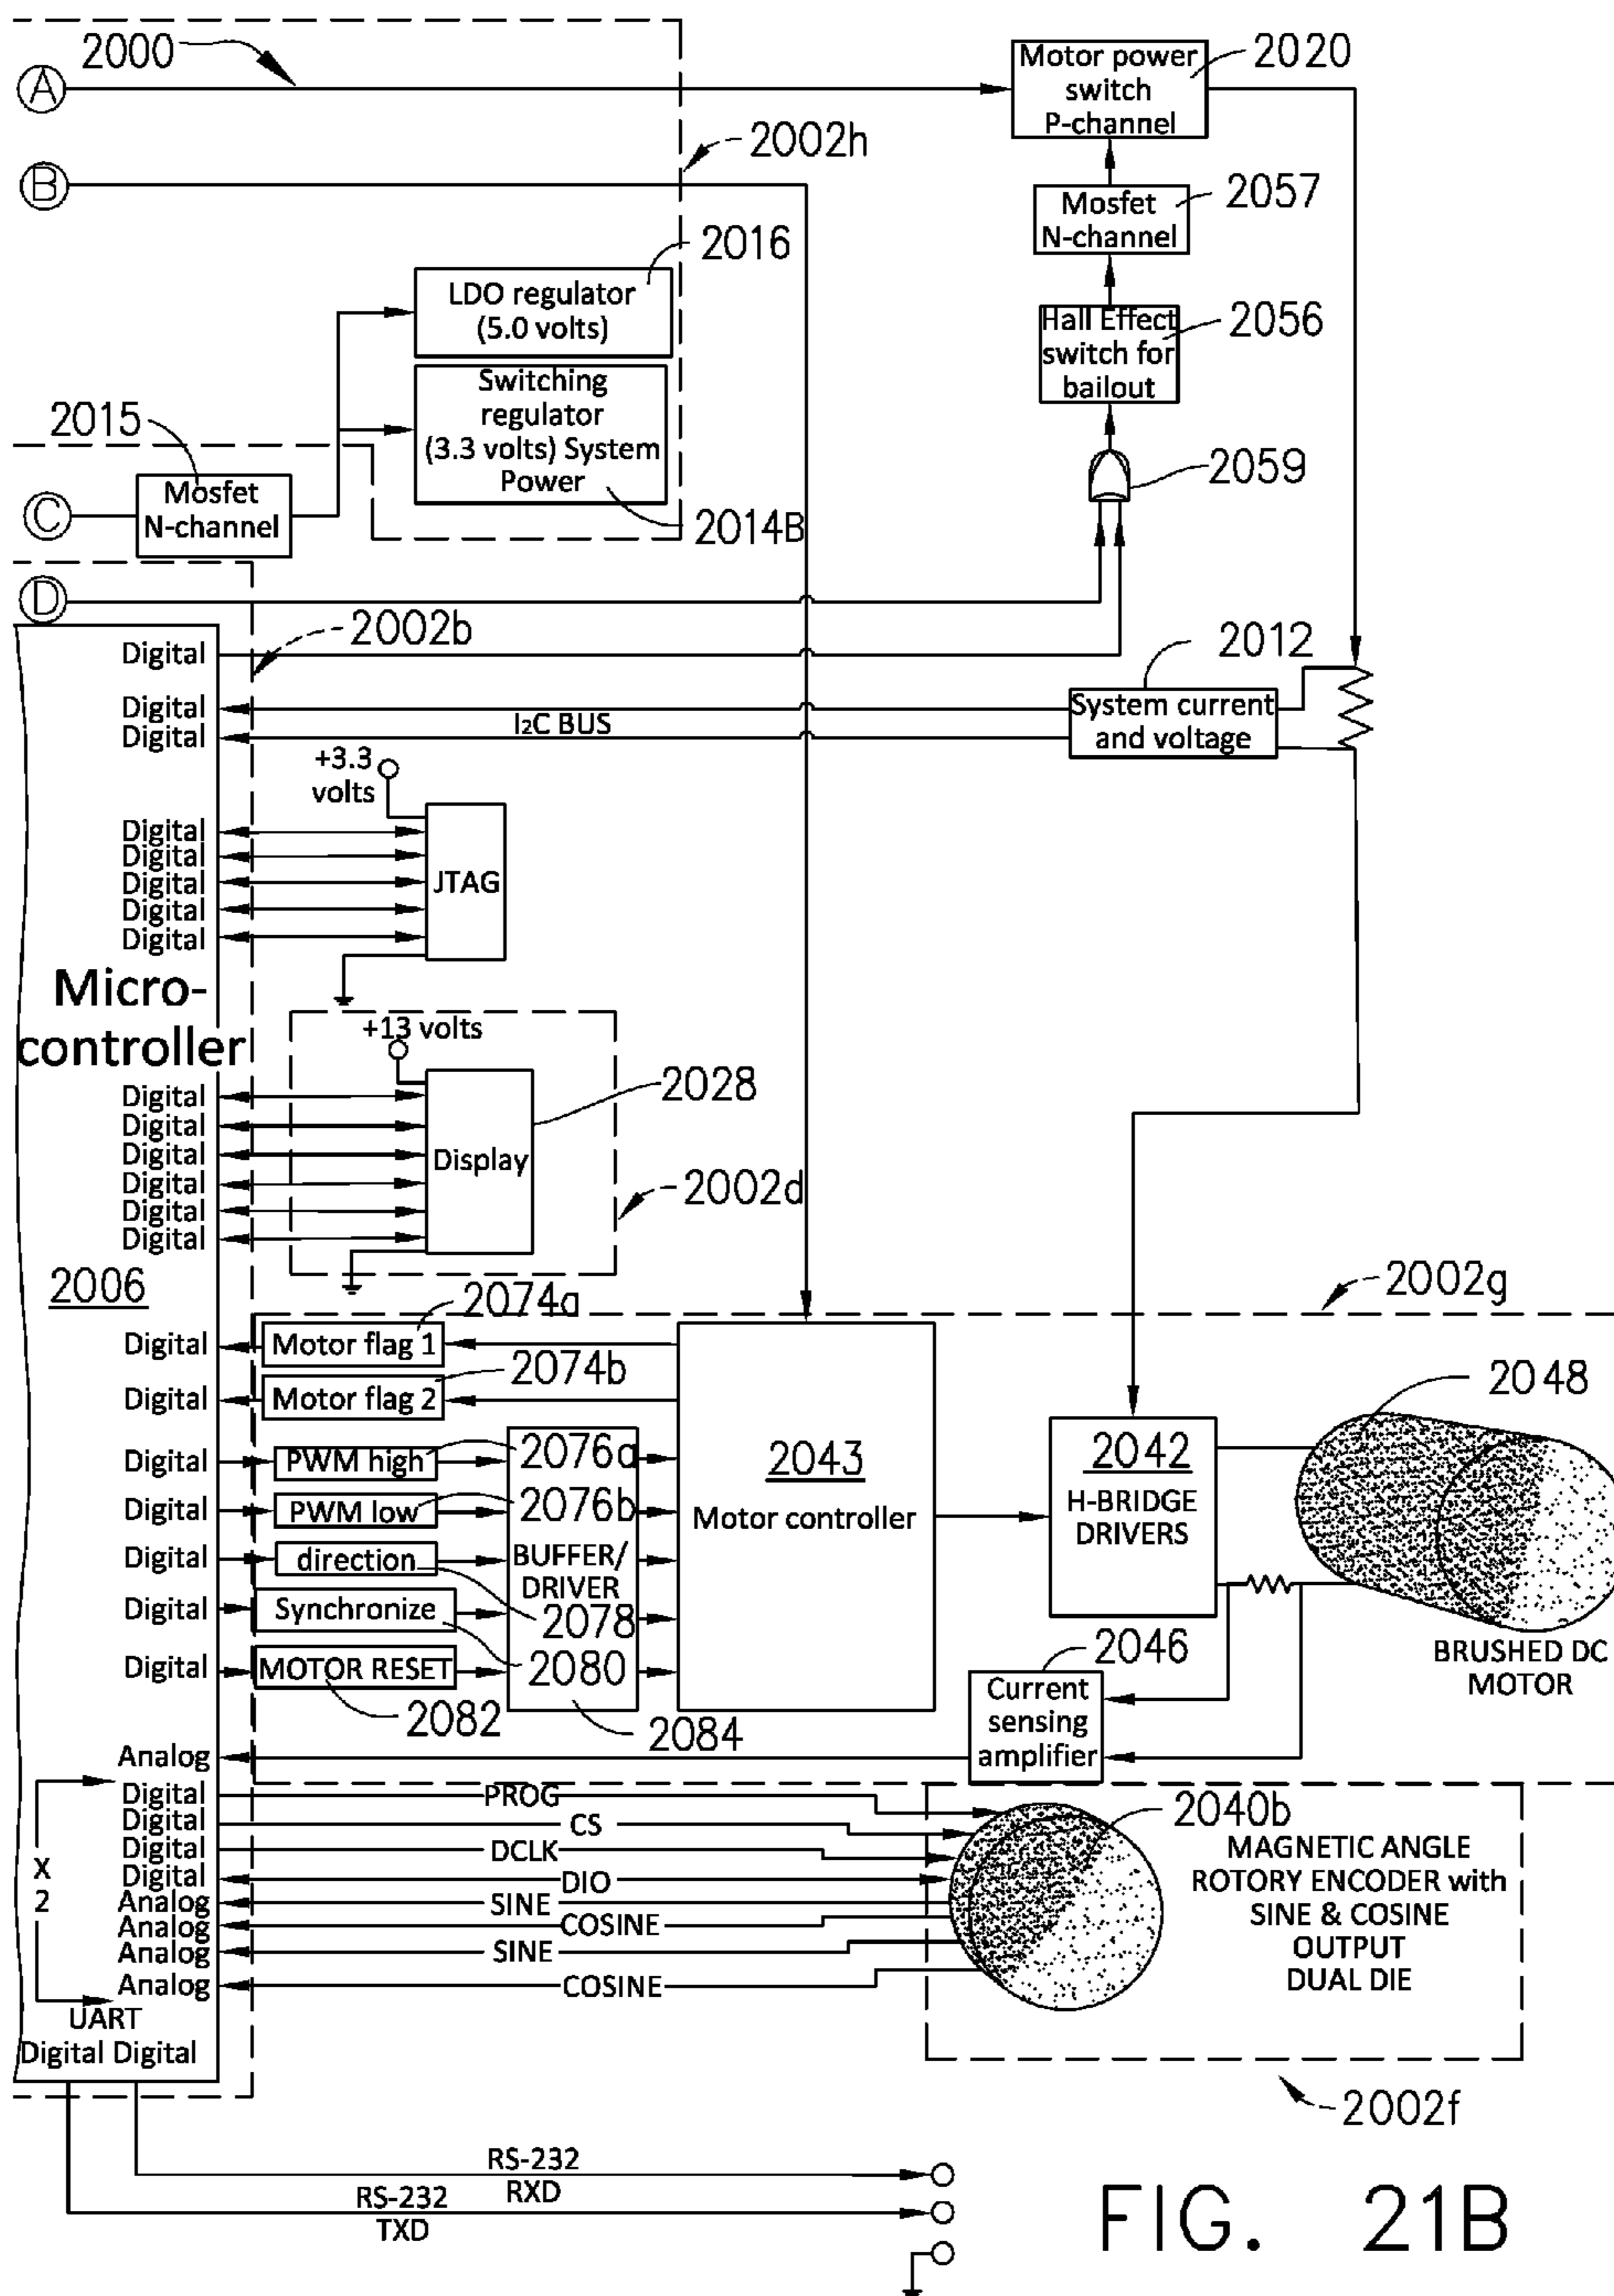 2000
A
Motor power
switch
P-channel
2020
2002h
B
Mosfet
N-channel
2057
2016
LDO regulator
(5.0 volts)
Hall Effect
switch for
bailout
2056
Switching
regulator
(3.3 volts) System
Power
2015
2059
C
Mosfet
N-channel
2014B
D
2002b
Digital
2012
Digital
Digital
I2C BUS
System current
and voltage
+3.3
volts
Digital
Digital
Digital
Digital
Digital
JTAG
Micro-
controller
+13 volts
Digital
Digital
Digital
Digital
Digital
Digital
Display
2028
2002d
2006
2074a
2002g
Digital
Motor flag 1
2074b
Digital
Motor flag 2
2048
Digital
PWM high
2076a
2043
2042
Digital
PWM low
2076b
Motor controller
H-BRIDGE
DRIVERS
Digital
direction
BUFFER/
DRIVER
Digital
Synchronize
2078
2046
BRUSHED DC
MOTOR
Digital
MOTOR RESET
2080
2082
2084
Current
sensing
amplifier
Analog
Digital
PROG
2040b
Digital
CS
Digital
DCLK
Digital
DIO
Analog
SINE
Analog
COSINE
Analog
SINE
Analog
COSINE
X
2
MAGNETIC ANGLE
ROTORY ENCODER with
SINE & COSINE
OUTPUT
DUAL DIE
UART
Digital Digital
2002f
RS-232
RXD
RS-232
TXD
FIG. 21B